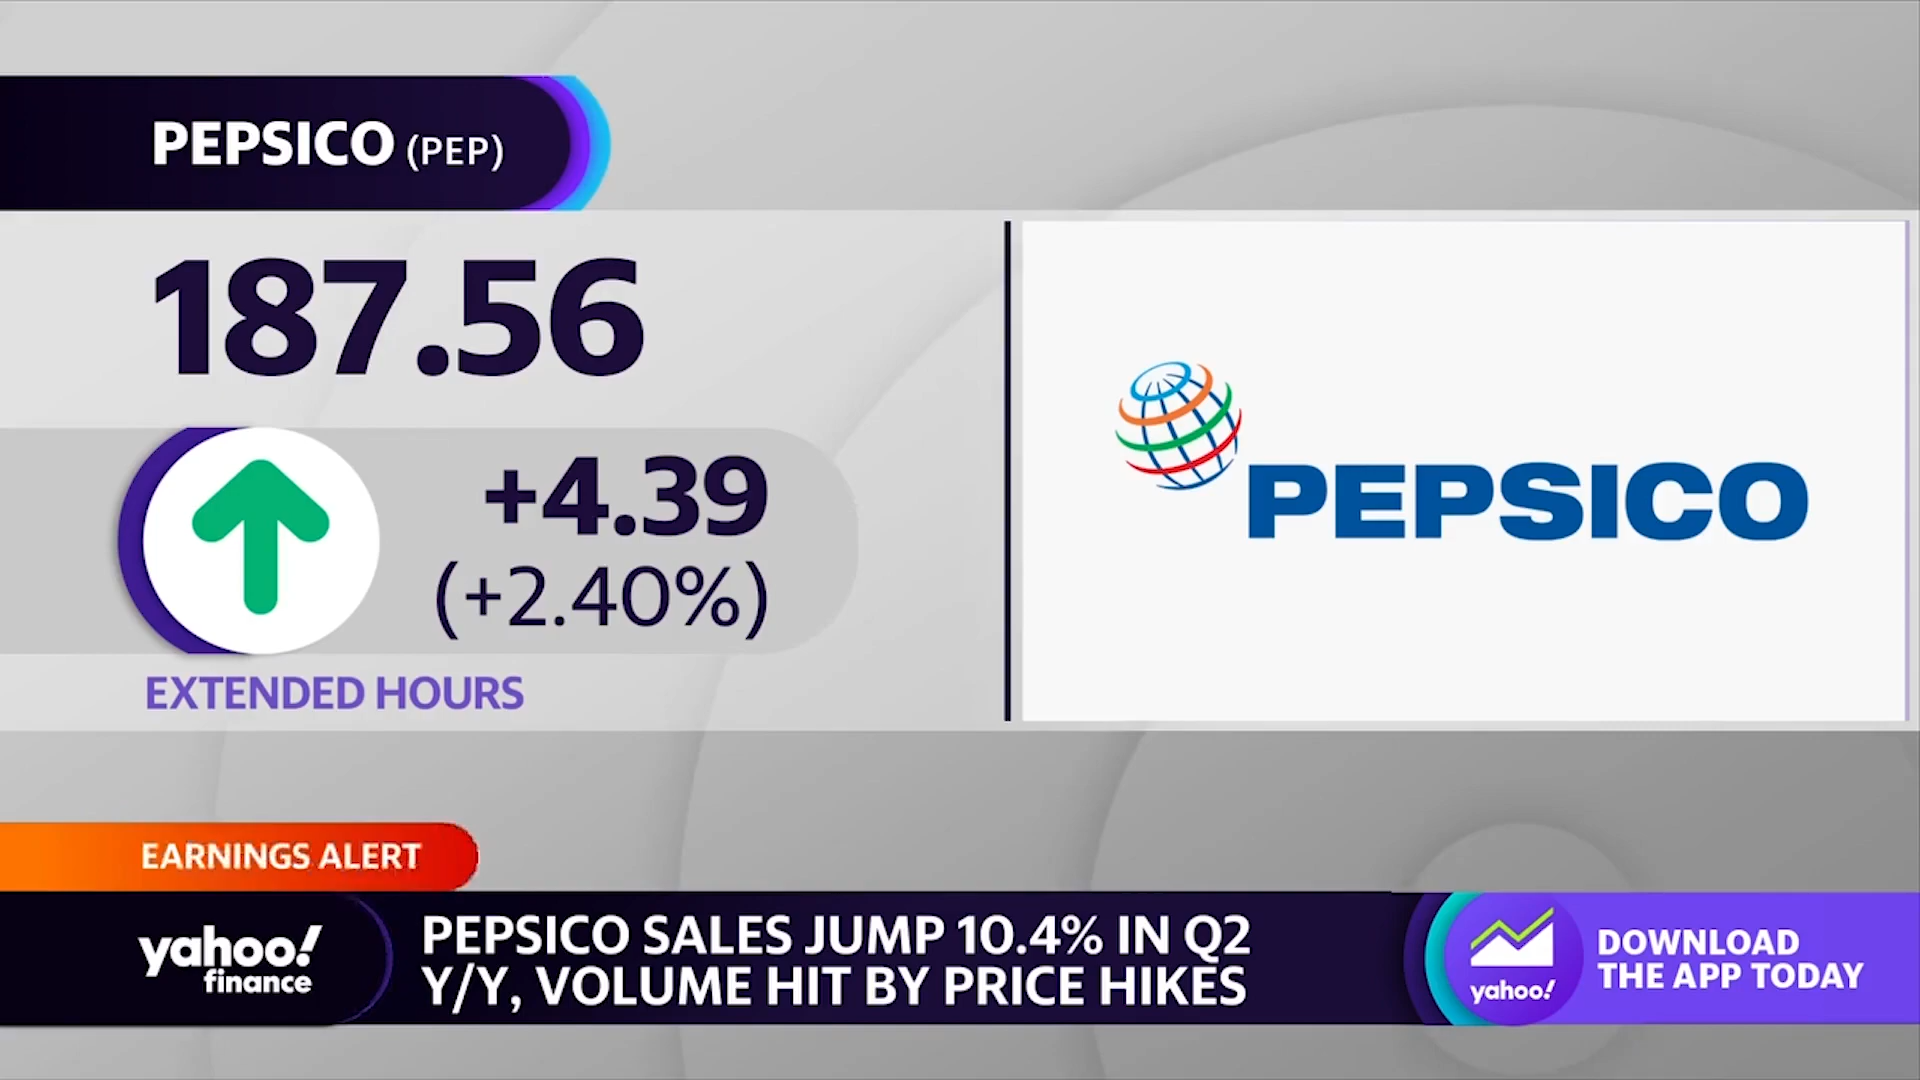 PEPSICO (PEP)
187.56
+4.39
(+2.40%)
EXTENDED HOURS
PEPSICO
EARNINGS ALERT
yahoo!
finance
PEPSICO SALES JUMP 10.4% IN Q2
Y/Y, VOLUME HIT BY PRICE HIKES
yahoo!
DOWNLOAD
THE APP TODAY